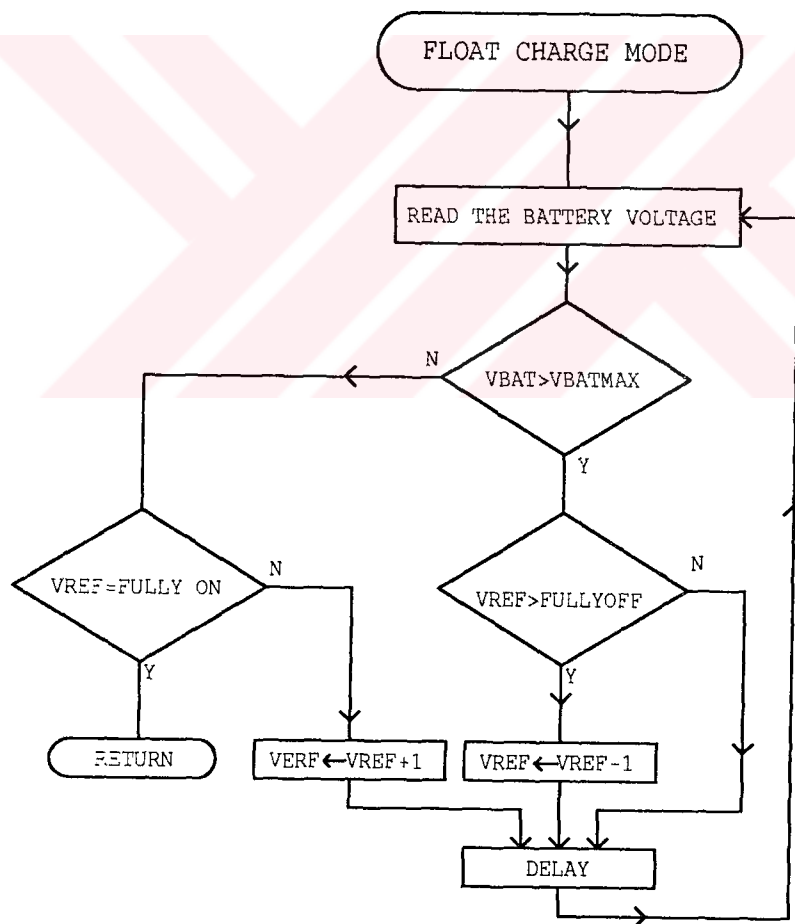 FLOAT CHARGE MODE
READ THE BATTERY VOLTAGE
N
VBAT>VBATMAX
Y
VREF=FULLY ON
N
VREF>FULLYOFF
N
Y
Y
RETURN
VERF←VREF+1
VREF←VREF-1
DELAY